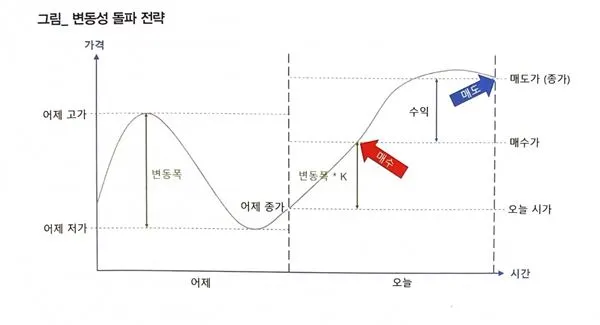 그림_ 변동성 돌파 전략
가격
매도가 (종가)
매도
어제 고가
수익
매수가
매수
변동폭
변동폭 * K
어제 종가
오늘 시가
어제 저가
시간
어제
오늘